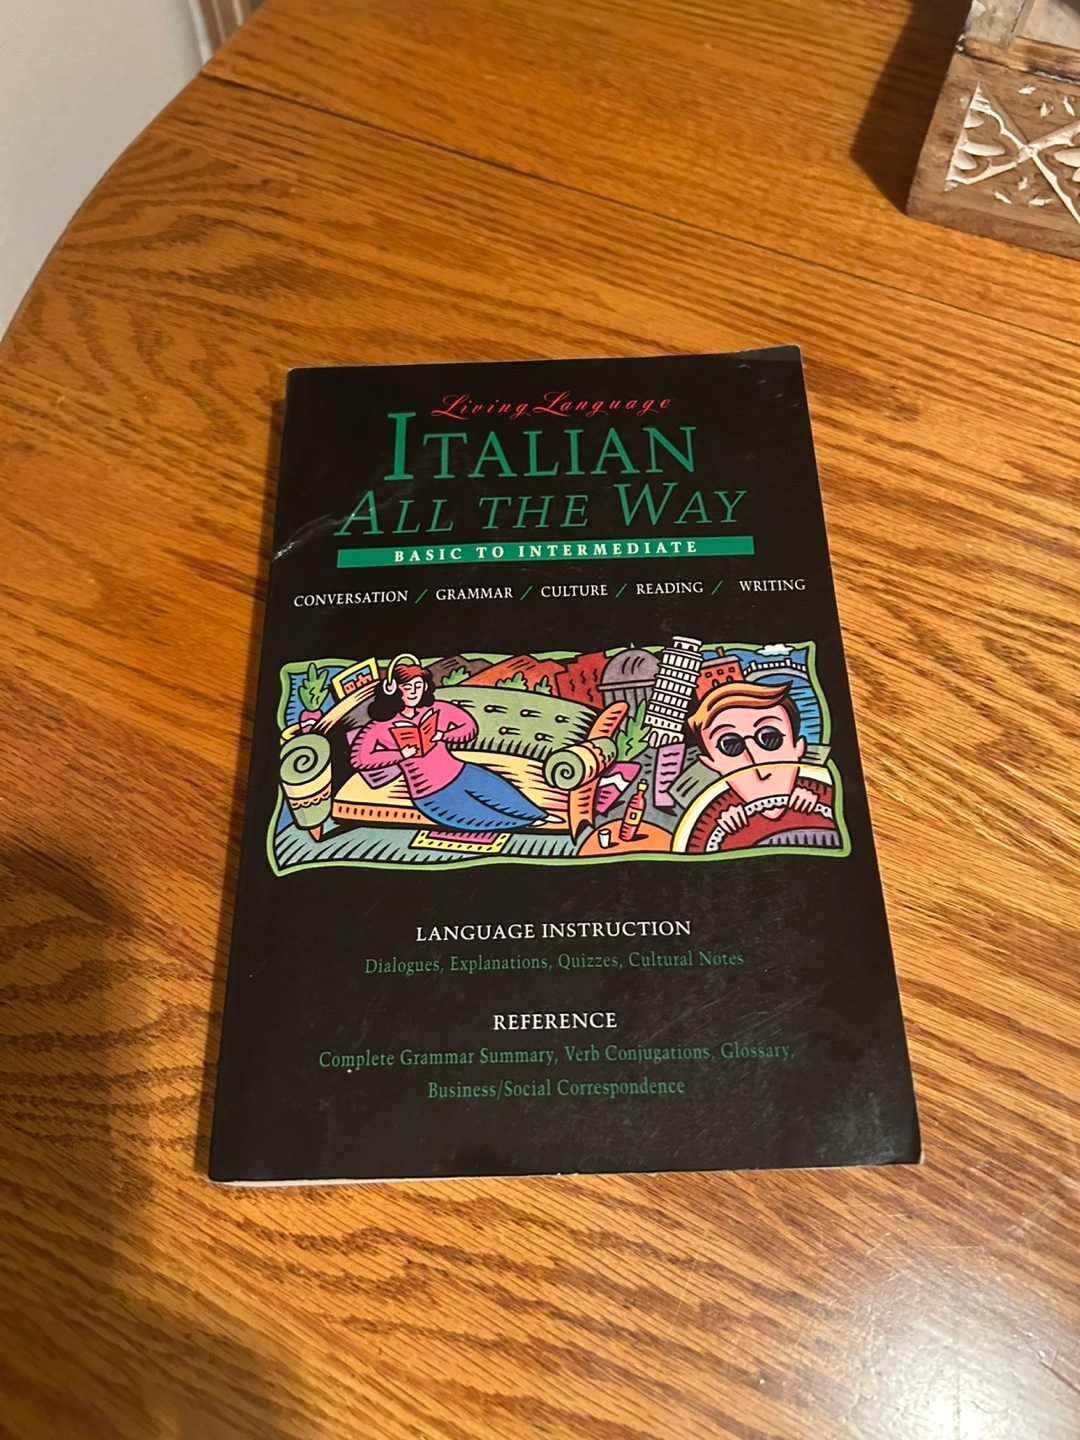 Living Language
ITALIAN
ALL THE WAY
BASIC TO INTERMEDIATE
CONVERSATION / GRAMMAR / CULTURE / READING / WRITING
LANGUAGE INSTRUCTION
Dialogues, Explanations, Quizzes, Cultural Notes
REFERENCE
Complete Grammar Summary, Verb Conjugations, Glossary,
Business/Social Correspondence